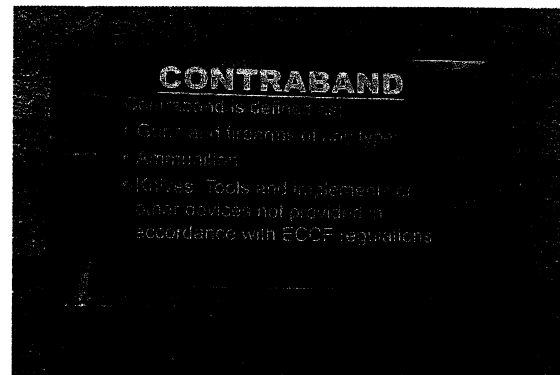 CONTRABAND
Contraband is defined as:
• Guns and firearms of any type
• Ammunition
• Knives, Tools and implements or
other devices not provided in
accordance with ECCF regulations